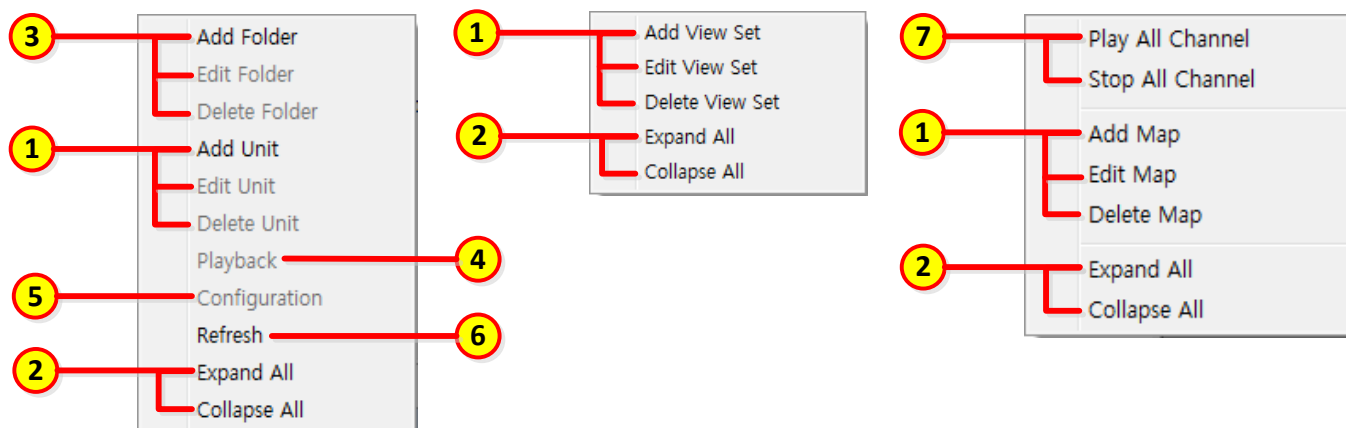 3
Add Folder
Edit Folder
Delete Folder
1
Add Unit
Edit Unit
Delete Unit
Playback
4
5
Configuration
Refresh
6
2
Expand All
Collapse All
1
Add View Set
Edit View Set
Delete View Set
2
Expand All
Collapse All
7
Play All Channel
Stop All Channel
1
Add Map
Edit Map
Delete Map
2
Expand All
Collapse All